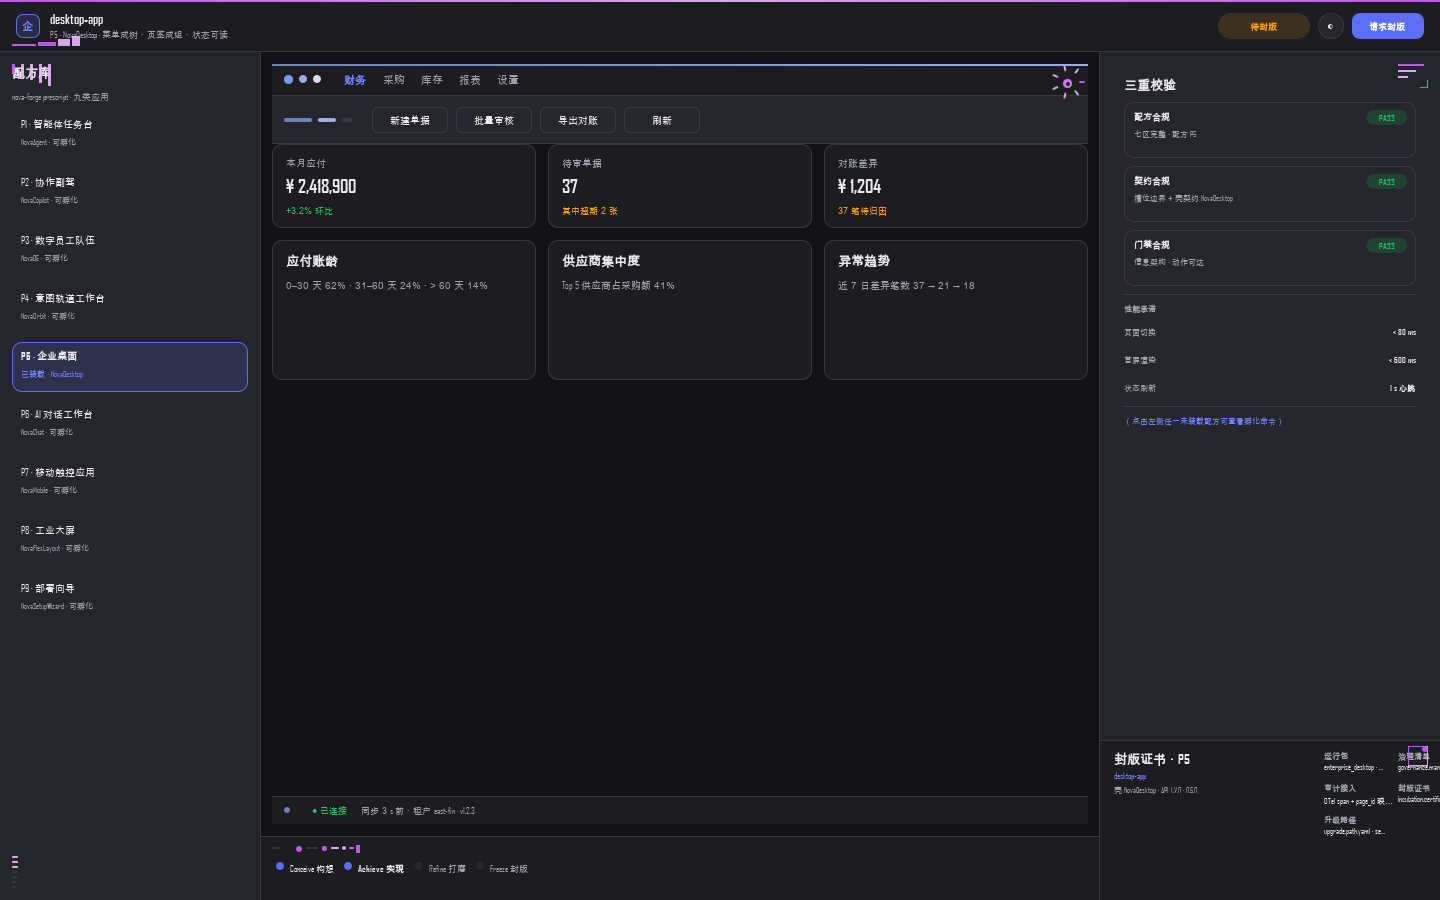 企
desktop-app
P5 · NovaDesktop · 菜单成树 · 页签成组 · 状态可读
待封版
请求封版
配方库
nova-forge prescript · 九类应用
P1 · 智能体任务台
NovaAgent · 可孵化
P2 · 协作副驾
NovaCopilot · 可孵化
P3 · 数字员工队伍
NovaDE · 可孵化
P4 · 意图轨道工作台
NovaOrbit · 可孵化
P5 · 企业桌面
已装载 · NovaDesktop
P6 · AI 对话工作台
NovaChat · 可孵化
P7 · 移动触控应用
NovaMobile · 可孵化
P8 · 工业大屏
NovaFlexLayout · 可孵化
P9 · 部署向导
NovaSetupWizard · 可孵化
财务 采购 库存 报表 设置
新建单据 批量审核 导出对账 刷新
本月应付
¥ 2,418,900
+3.2% 环比
待审单据
37
其中超期 2 张
对账差异
¥ 1,204
37 笔待归因
应付账龄
0–30 天 62% · 31–60 天 24% · > 60 天 14%
供应商集中度
Top 5 供应商占采购额 41%
异常趋势
近 7 日差异笔数 37 → 21 → 18
● 已连接 同步 3 s 前 · 租户 east-fin · v1.2.3
Conceive 构想 Achieve 实现 Refine 打磨 Freeze 封版
三重校验
配方合规 PASS
七区完整 · 配方 P5
契约合规 PASS
槽位边界 + 壳契约 NovaDesktop
门禁合规 PASS
信息架构 · 动作可达
性能承诺
页面切换 < 80 ms
首屏渲染 < 600 ms
状态刷新 1 s 心跳
( 点击左侧任一未装载配方可查看孵化命令 )
封版证书 · P5
desktop-app
壳 NovaDesktop
运行包
enterprise_desktop · …
审计接入
OTel span + page_id 映…
升级路径
upgrade.path.yaml · se…
治理清单
governance.man
封版证书
incubation.certifi